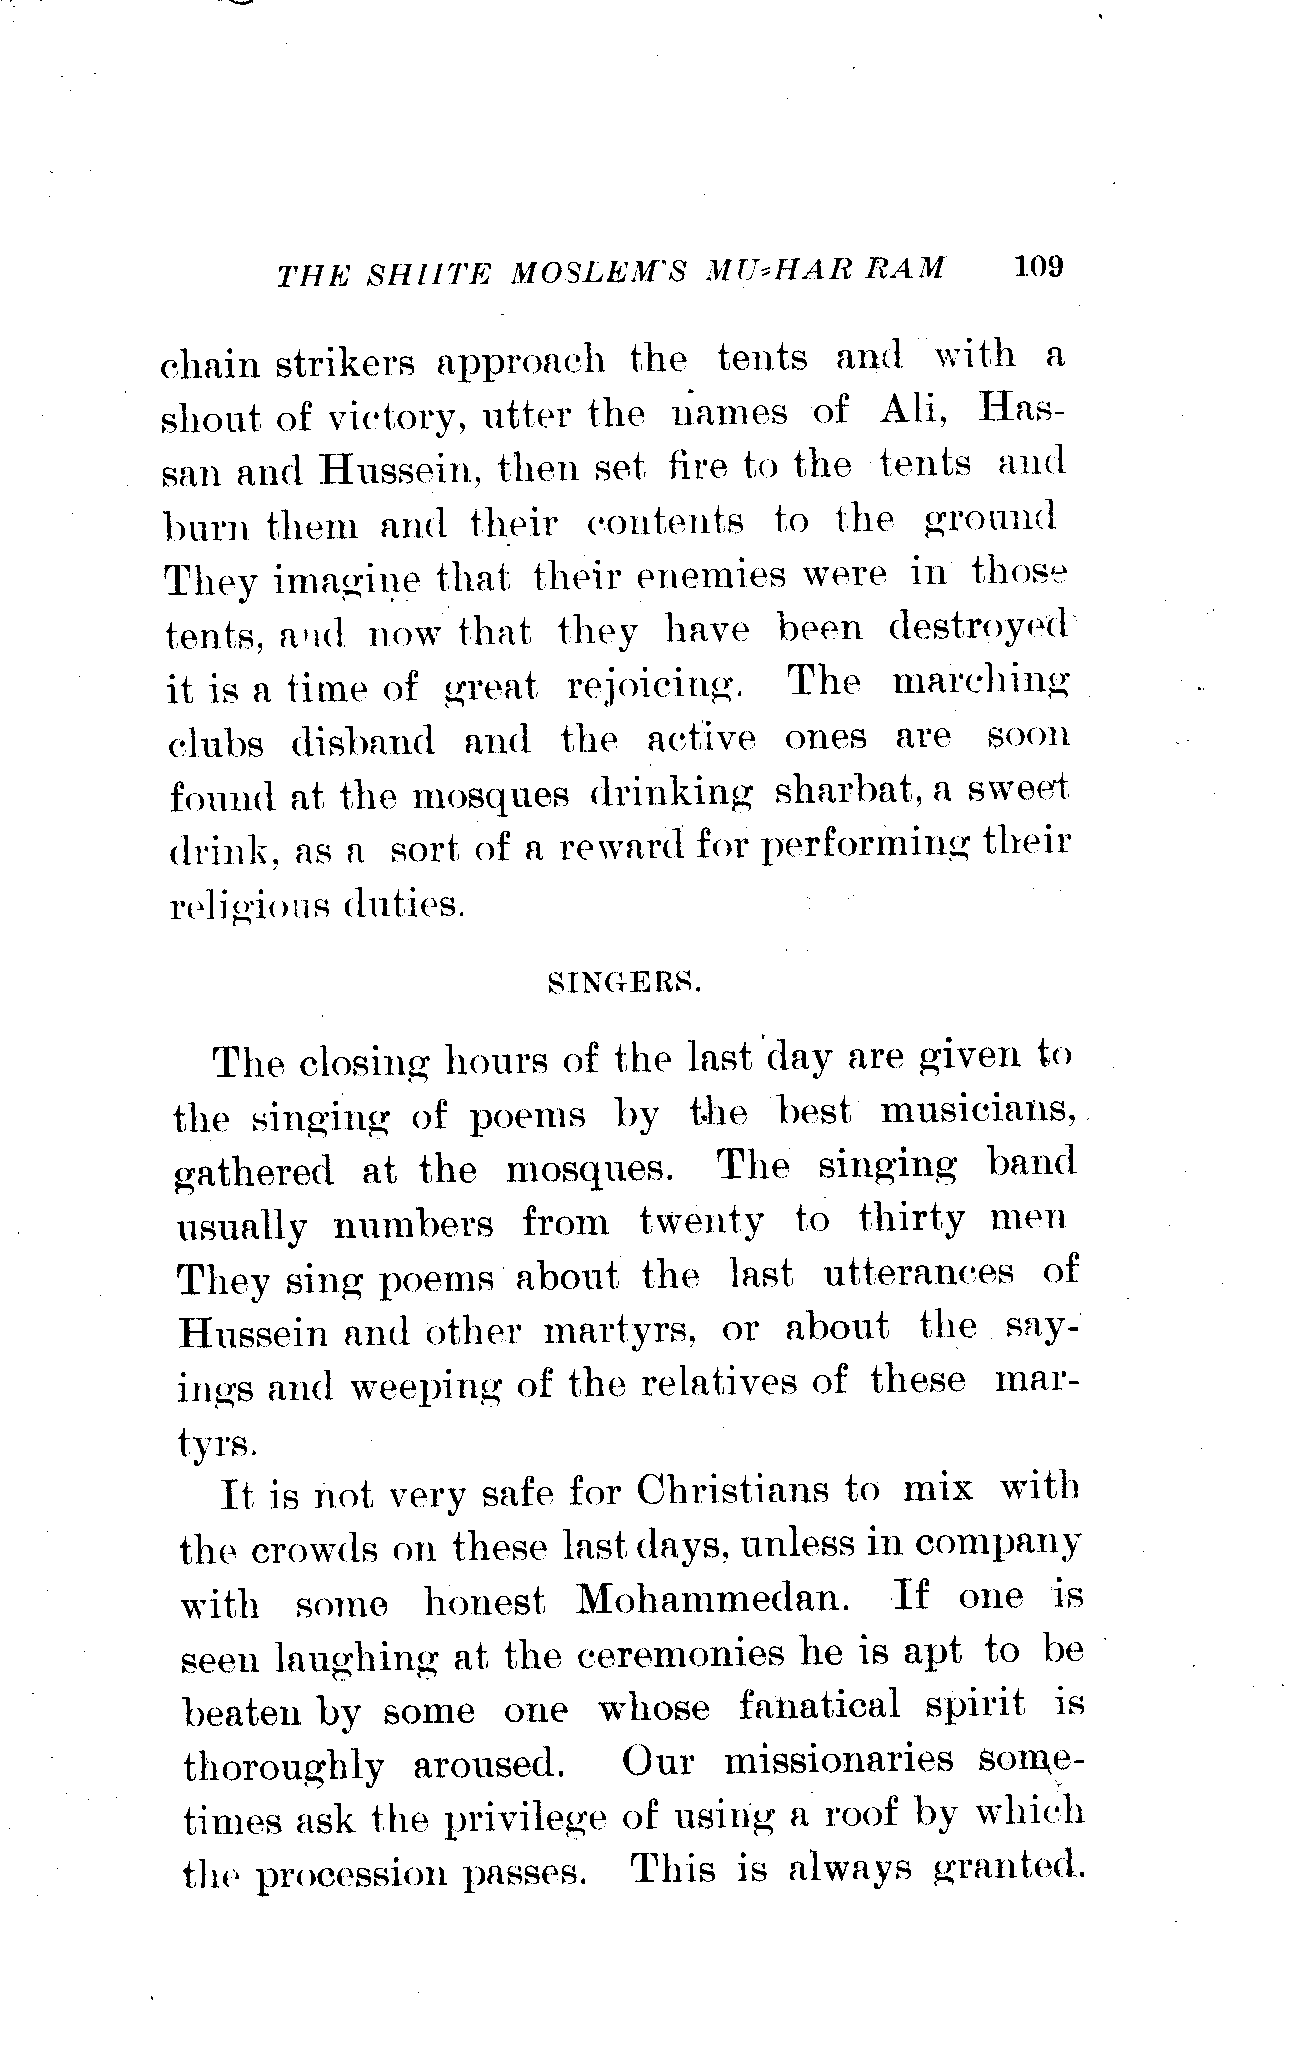 THE SHIITE MOSLEM'S MU-HAR RAM 109
chain strikers approach the tents and with a
shout of victory, utter the names of Ali, Has-
san and Hussein, then set fire to the tents and
burn them and their contents to the ground
They imagine that their enemies were in those
tents, and now that they have been destroyed
it is a time of great rejoicing. The marching
clubs disband and the active ones are soon
found at the mosques drinking sharbat, a sweet
drink, as a sort of a reward for performing their
religious duties.
SINGERS.
The closing hours of the last day are given to
the singing of poems by the best musicians,
gathered at the mosques. The singing band
usually numbers from twenty to thirty men
They sing poems about the last utterances of
Hussein and other martyrs, or about the say-
ings and weeping of the relatives of these mar-
tyrs.
It is not very safe for Christians to mix with
the crowds on these last days, unless in company
with some honest Mohammedan. If one is
seen laughing at the ceremonies he is apt to be
beaten by some one whose fanatical spirit is
thoroughly aroused. Our missionaries some-
times ask the privilege of using a roof by which
the procession passes. This is always granted.